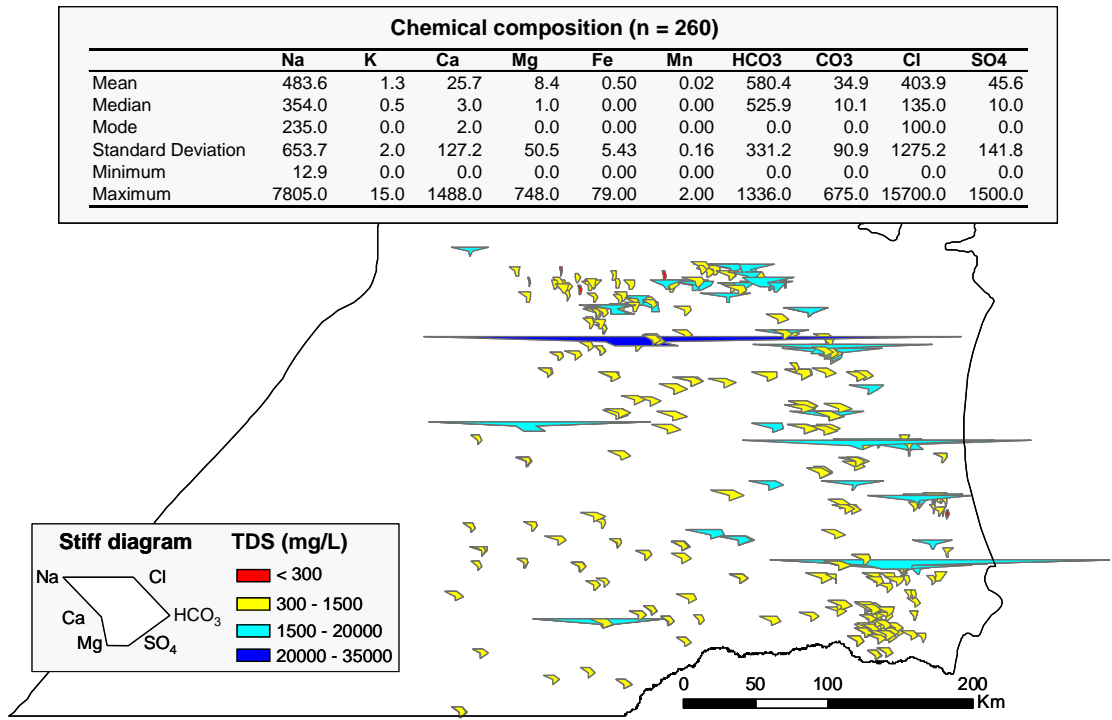 Chemical composition (n = 260)
Na K Ca Mg Fe Mn HCO3 CO3 Cl SO4
Mean 483.6 1.3 25.7 8.4 0.50 0.02 580.4 34.9 403.9 45.6
Median 354.0 0.5 3.0 1.0 0.00 0.00 525.9 10.1 135.0 10.0
Mode 235.0 0.0 2.0 0.0 0.00 0.00 0.0 0.0 100.0 0.0
Standard Deviation 653.7 2.0 127.2 50.5 5.43 0.16 331.2 90.9 1275.2 141.8
Minimum 12.9 0.0 0.0 0.0 0.00 0.00 0.0 0.0 0.0 0.0
Maximum 7805.0 15.0 1488.0 748.0 79.00 2.00 1336.0 675.0 15700.0 1500.0
Stiff diagram TDS (mg/L)
Na Cl < 300
Ca HCO₃ 300 - 1500
Mg SO₄ 1500 - 20000
20000 - 35000
0 50 100 200
Km